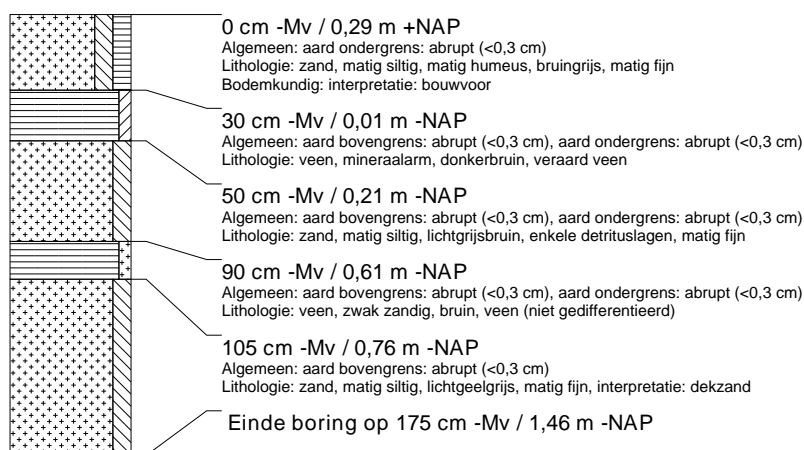 0 cm -Mv / 0,29 m +NAP
Algemeen: aard ondergrens: abrupt (<0,3 cm)
Lithologie: zand, matig siltig, matig humeus, bruingrijs, matig fijn
Bodemkundig: interpretatie: bouwvoor
30 cm -Mv / 0,01 m -NAP
Algemeen: aard bovengrens: abrupt (<0,3 cm), aard ondergrens: abrupt (<0,3 cm)
Lithologie: veen, mineraalarm, donkerbruin, veraard veen
50 cm -Mv / 0,21 m -NAP
Algemeen: aard bovengrens: abrupt (<0,3 cm), aard ondergrens: abrupt (<0,3 cm)
Lithologie: zand, matig siltig, lichtgrijsbruin, enkele detrituslagen, matig fijn
90 cm -Mv / 0,61 m -NAP
Algemeen: aard bovengrens: abrupt (<0,3 cm), aard ondergrens: abrupt (<0,3 cm)
Lithologie: veen, zwak zandig, bruin, veen (niet gedifferentieerd)
105 cm -Mv / 0,76 m -NAP
Algemeen: aard bovengrens: abrupt (<0,3 cm)
Lithologie: zand, matig siltig, lichtgeelgrijs, matig fijn, interpretatie: dekzand
Einde boring op 175 cm -Mv / 1,46 m -NAP